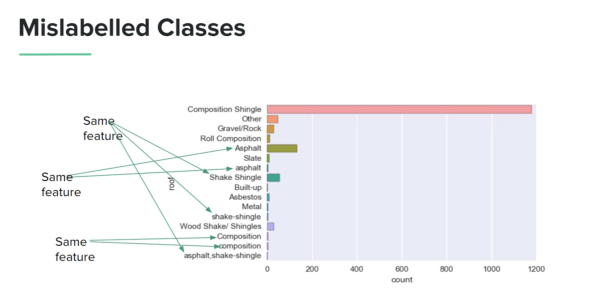 Mislabelled Classes
Same
feature
Same
feature
Same
feature
roof
Composition Shingle
Other
Gravel/Rock
Roll Composition
Asphalt
Slate
asphalt
Shake Shingle
Built-up
Asbestos
Metal
shake-shingle
Wood Shake/ Shingles
Composition
composition
asphalt,shake-shingle
0 200 400 600 800 1000 1200
count